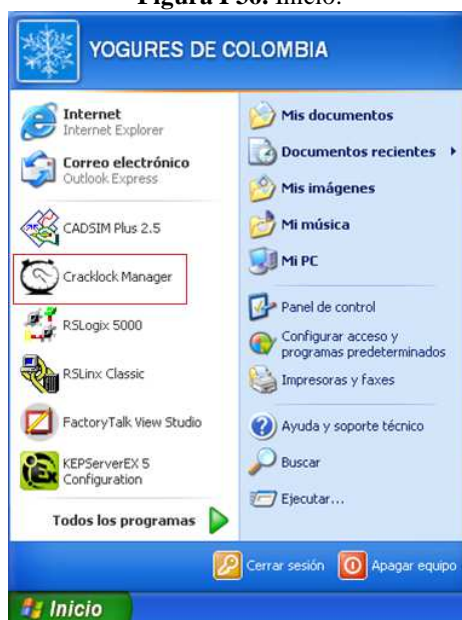 Figura F36. Inicio.
YOGURES DE COLOMBIA
Internet
Internet Explorer
Correo electrónico
Outlook Express
CADSIM Plus 2.5
Cracklock Manager
RSLogix 5000
RSLinx Classic
FactoryTalk View Studio
KEPServerEX 5
Configuration
Todos los programas
Mis documentos
Documentos recientes
Mis imágenes
Mi música
Mi PC
Panel de control
Configurar acceso y
programas predeterminados
Impresoras y faxes
Ayuda y soporte técnico
Buscar
Ejecutar...
Cerrar sesión
Apagar equipo
Inicio